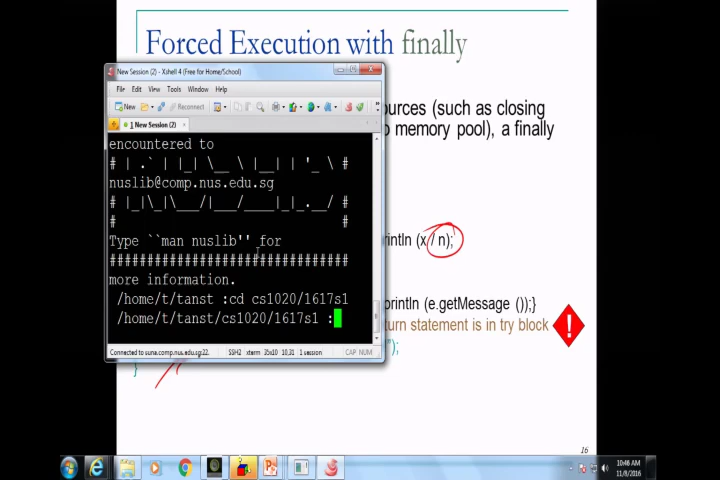 Forced Execution with finally
New Session (2) - Xshell 4 (Free for Home/School)
File Edit View Tools Window Help
New Reconnect
1 New Session (2)
encountered to
# | .` | |_| \__ \ |__| | '_ \ #
nuslib@comp.nus.edu.sg
# |_|\_|\___/|___/____|_|_.__/ #
# #
Type ``man nuslib'' for
###############################
more information.
/home/t/tanst :cd cs1020/1617s1
/home/t/tanst/cs1020/1617s1 :
Connected to suna.comp.nus.edu.sg:22. SSH2 xterm 35x10 10,31 1 session CAP NUM
ources (such as closing
o memory pool), a finally
rintln (x / n);
println (e.getMessage ());}
turn statement is in try block
!
");
}
16
10:46 AM
11/8/2016